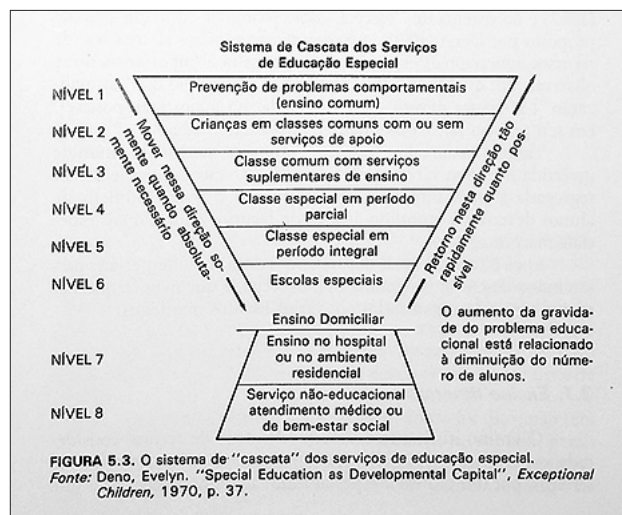 Sistema de Cascata dos Serviços
de Educação Especial
NÍVEL 1
Prevenção de problemas comportamentais
(ensino comum)
NÍVEL 2
Crianças em classes comuns com ou sem
serviços de apoio
NÍVEL 3
Classe comum com serviços
suplementares de ensino
NÍVEL 4
Classe especial em período
parcial
NÍVEL 5
Classe especial em
período integral
NÍVEL 6
Escolas especiais
Mover nessa direção so-
mente quando absoluta-
mente necessário
Retorno nesta direção tão
rapidamente quanto pos-
sível
Ensino Domiciliar
NÍVEL 7
Ensino no hospital
ou no ambiente
residencial
NÍVEL 8
Serviço não-educacional
atendimento médico ou
de bem-estar social
O aumento da gravida-
de do problema educa-
cional está relacionado
à diminuição do núme-
ro de alunos.
FIGURA 5.3. O sistema de "cascata" dos serviços de educação especial.
Fonte: Deno, Evelyn. "Special Education as Developmental Capital", Exceptional
Children, 1970, p. 37.